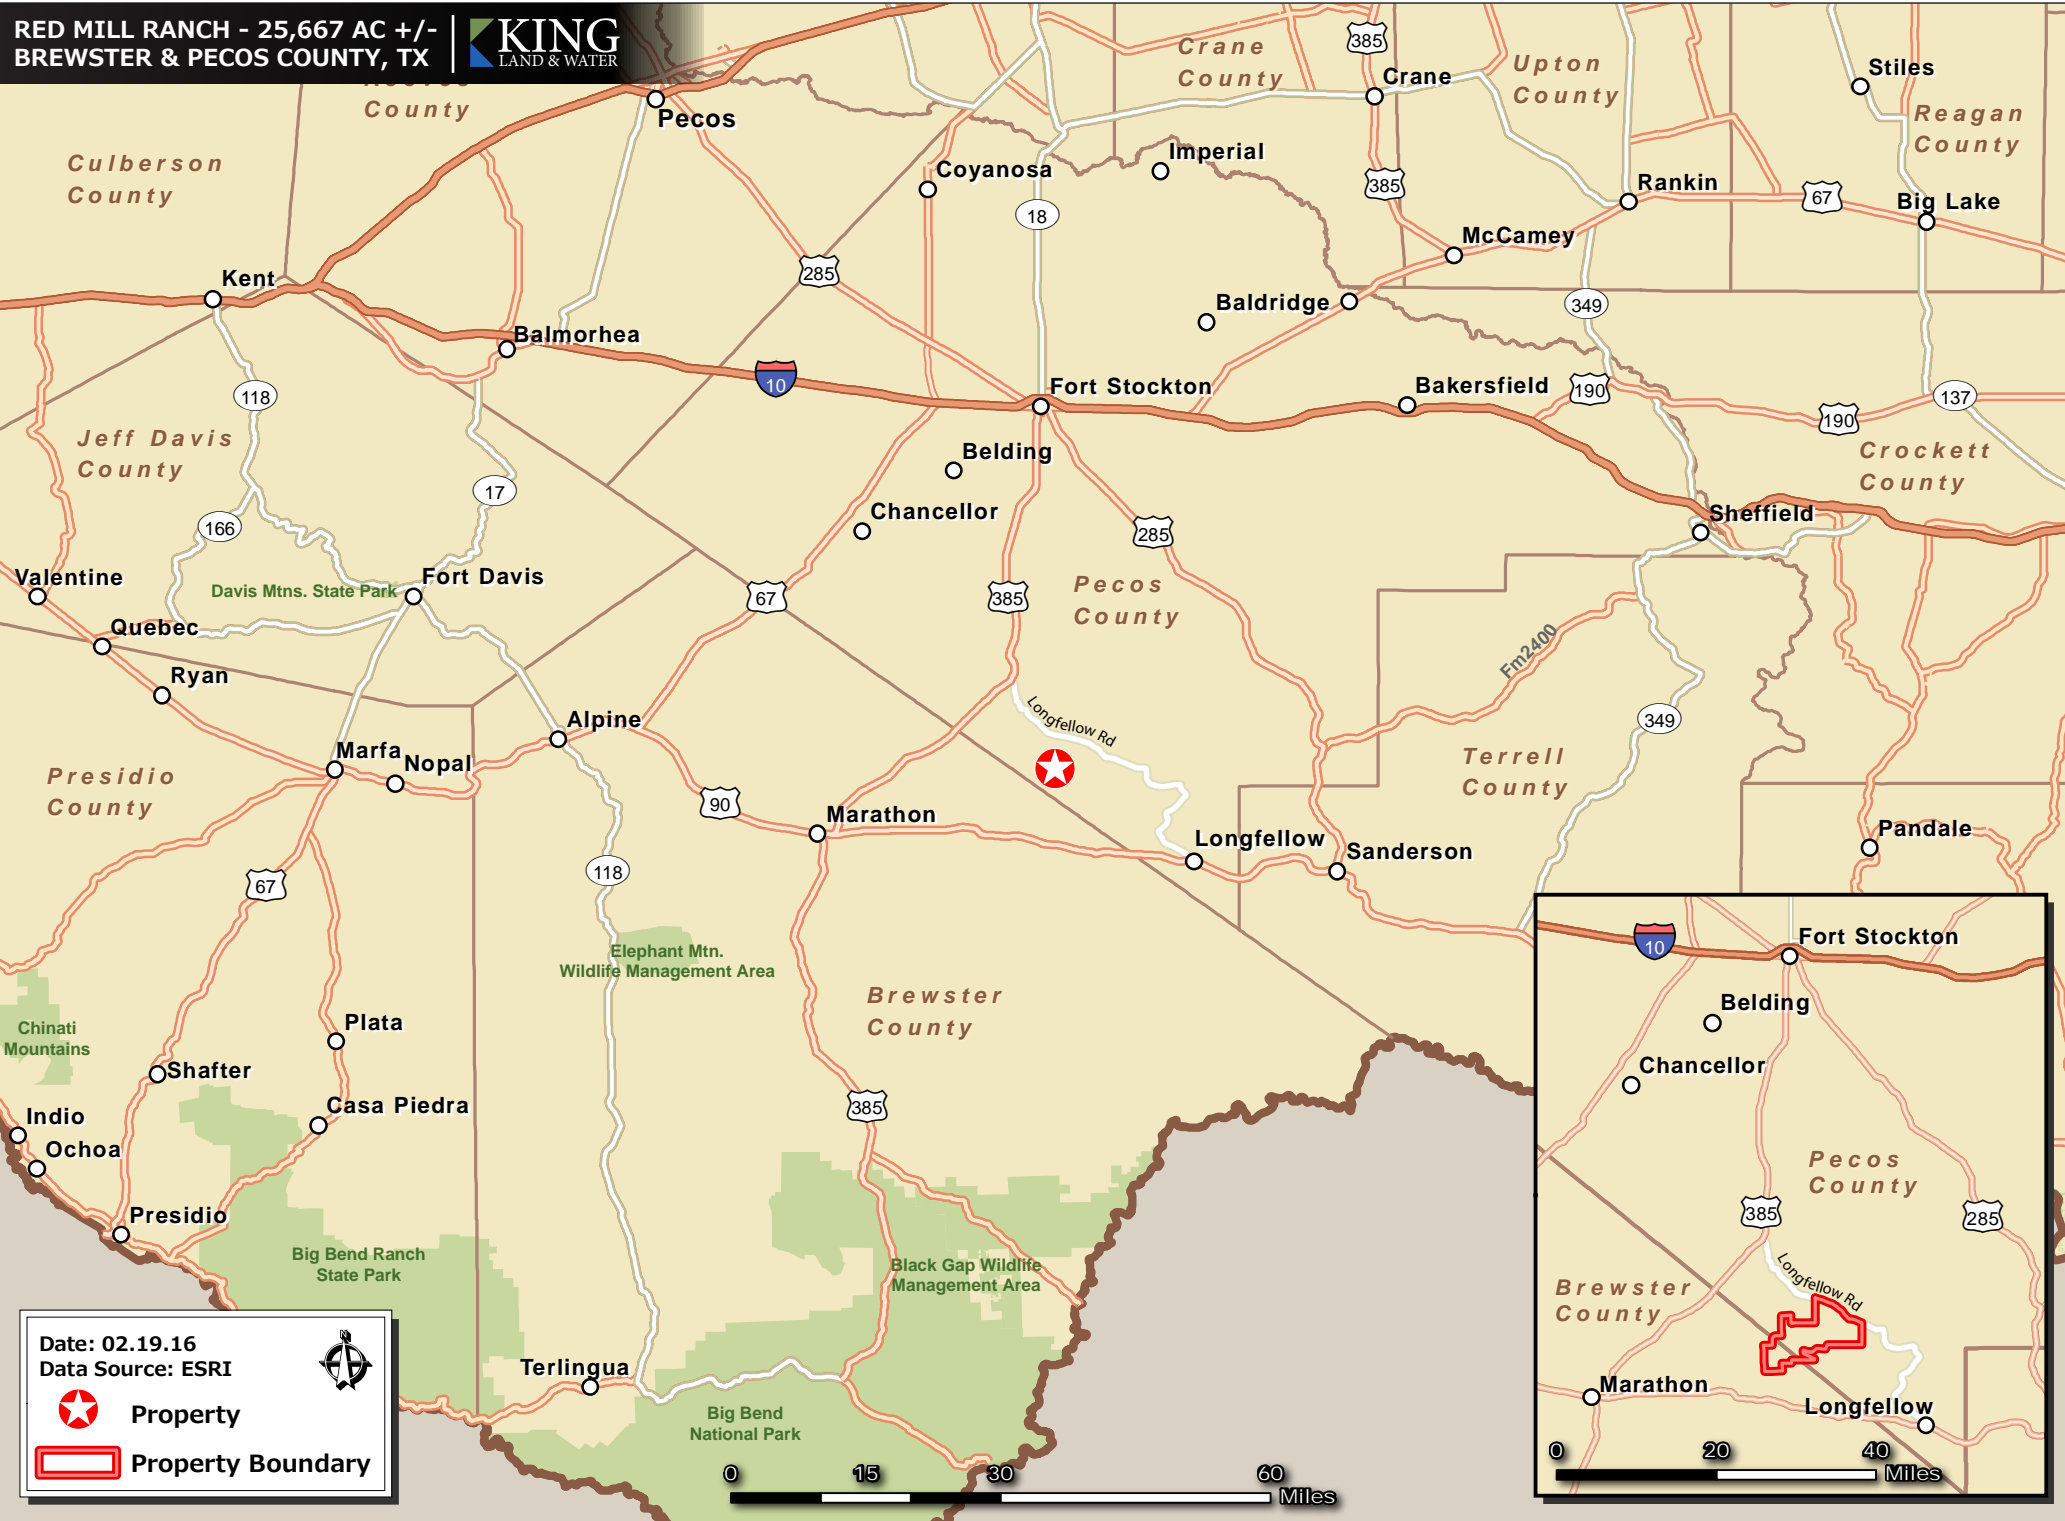 RED MILL RANCH - 25,667 AC +/-
BREWSTER & PECOS COUNTY, TX
KING
LAND & WATER
County
Pecos
Crane
County
385
Crane
Upton
County
Stiles
Reagan
County
Culberson
County
Coyanosa
Imperial
18
385
Rankin
67
Big Lake
McCamey
Kent
285
Baldridge
349
Balmorhea
10
Fort Stockton
Bakersfield
190
190
137
118
Jeff Davis
County
Belding
Crockett
County
17
Chancellor
166
285
Sheffield
Valentine
Davis Mtns. State Park
Fort Davis
67
385
Pecos
County
Quebec
Fm2400
Ryan
Alpine
Longfellow Rd
349
Marfa
Nopal
Presidio
County
Terrell
County
90
Marathon
Longfellow
Sanderson
Pandale
67
118
Elephant Mtn.
Wildlife Management Area
Brewster
County
Chinati
Mountains
Plata
Shafter
Casa Piedra
385
Indio
Ochoa
Presidio
Big Bend Ranch
State Park
Black Gap Wildlife
Management Area
Terlingua
Big Bend
National Park
0 15 30 60
Miles
Date: 02.19.16
Data Source: ESRI
N
Property
Property Boundary
10
Fort Stockton
Belding
Chancellor
Pecos
County
385
285
Longfellow Rd
Brewster
County
Marathon
Longfellow
0 20 40
Miles